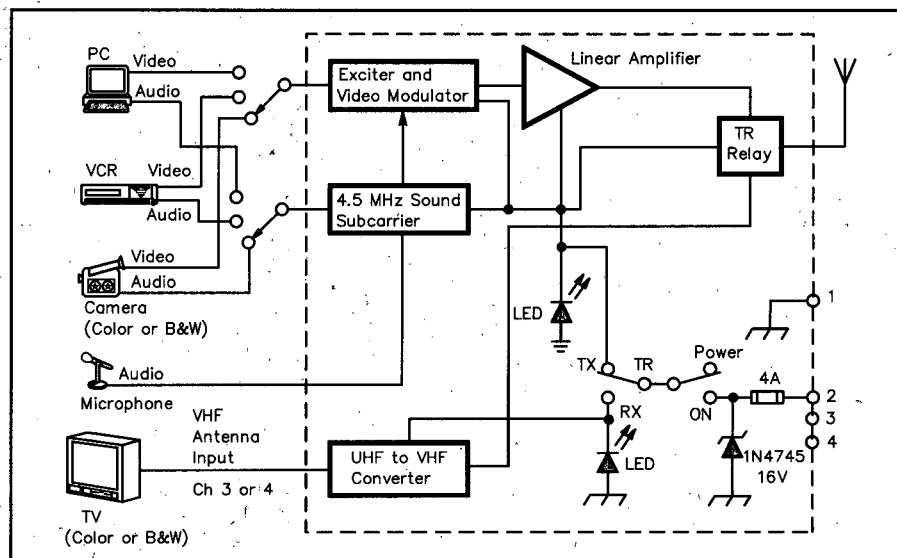 PC
Video
Audio
VCR
Video
Audio
Video
Audio
Camera
(Color or B&W)
Audio
Microphone
VHF
Antenna
Input
Ch 3 or 4
TV
(Color or B&W)
Exciter and
Video Modulator
4.5 MHz Sound
Subcarrier
UHF to VHF
Converter
Linear Amplifier
TR
Relay
LED
TX
TR
Power
RX
ON
LED
4A
1N4745
16V
1
2
3
4